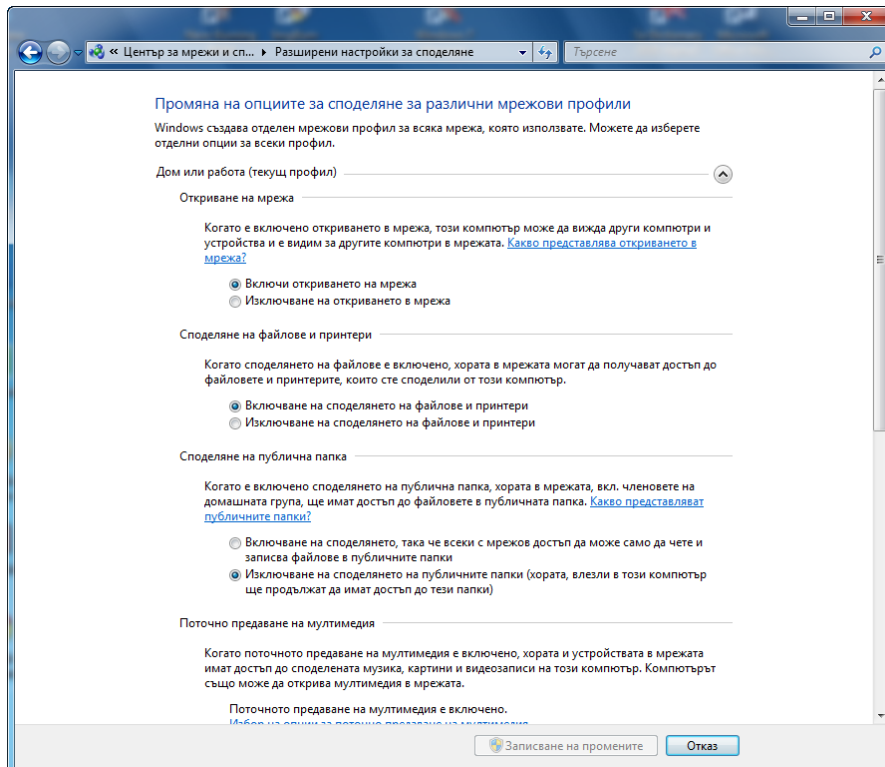 « Център за мрежи и сп... ▸ Разширени настройки за споделяне
Търсене
Промяна на опциите за споделяне за различни мрежови профили
Windows създава отделен мрежови профил за всяка мрежа, която използвате. Можете да изберете
отделни опции за всеки профил.
Дом или работа (текущ профил)
Откриване на мрежа
Когато е включено откриването в мрежа, този компютър може да вижда други компютри и
устройства и е видим за другите компютри в мрежата. Какво представлява откриването в
мрежа?
Включи откриването на мрежа
Изключване на откриването в мрежа
Споделяне на файлове и принтери
Когато споделянето на файлове е включено, хората в мрежата могат да получават достъп до
файловете и принтерите, които сте споделили от този компютър.
Включване на споделянето на файлове и принтери
Изключване на споделянето на файлове и принтери
Споделяне на публична папка
Когато е включено споделянето на публична папка, хората в мрежата, вкл. членовете на
домашната група, ще имат достъп до файловете в публичната папка. Какво представляват
публичните папки?
Включване на споделянето, така че всеки с мрежов достъп да може само да чете и
записва файлове в публичните папки
Изключване на споделянето на публичните папки (хората, влезли в този компютър
ще продължат да имат достъп до тези папки)
Поточно предаване на мултимедия
Когато поточното предаване на мултимедия е включено, хората и устройствата в мрежата
имат достъп до споделената музика, картини и видеозаписи на този компютър. Компютърът
също може да открива мултимедия в мрежата.
Поточното предаване на мултимедия е включено.
Избор на опции за поточно предаване на мултимедия
Записване на промените
Отказ